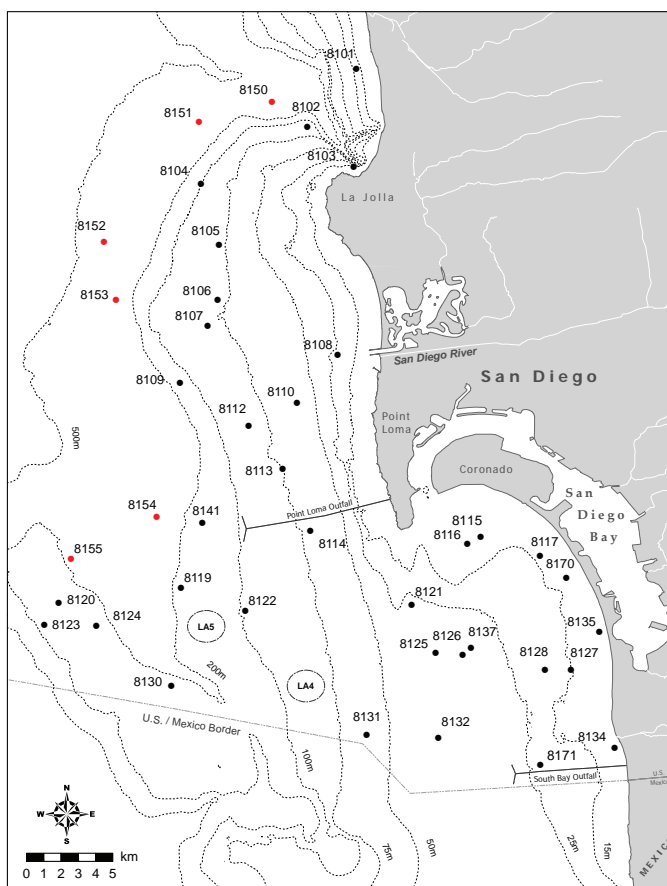 8101
8150
8102
8151
8103
8104
La Jolla
8152
8105
8106
8153
8107
8108
San Diego River
San Diego
8109
8110
Point
Loma
8112
500m
8113
Coronado
San
Diego
Bay
8154
8141
Point Loma Outfall
8115
8116
8114
8117
8155
8170
8119
8120
8121
8122
8123
8124
LA5
8135
8137
8126
8125
8128
8127
200m
8130
LA4
U.S. / Mexico Border
8131
8132
8134
8171
100m
South Bay Outfall
U.S.
Mexico
N
W
E
S
75m
50m
25m
15m
MEXICO
km
0 1 2 3 4 5